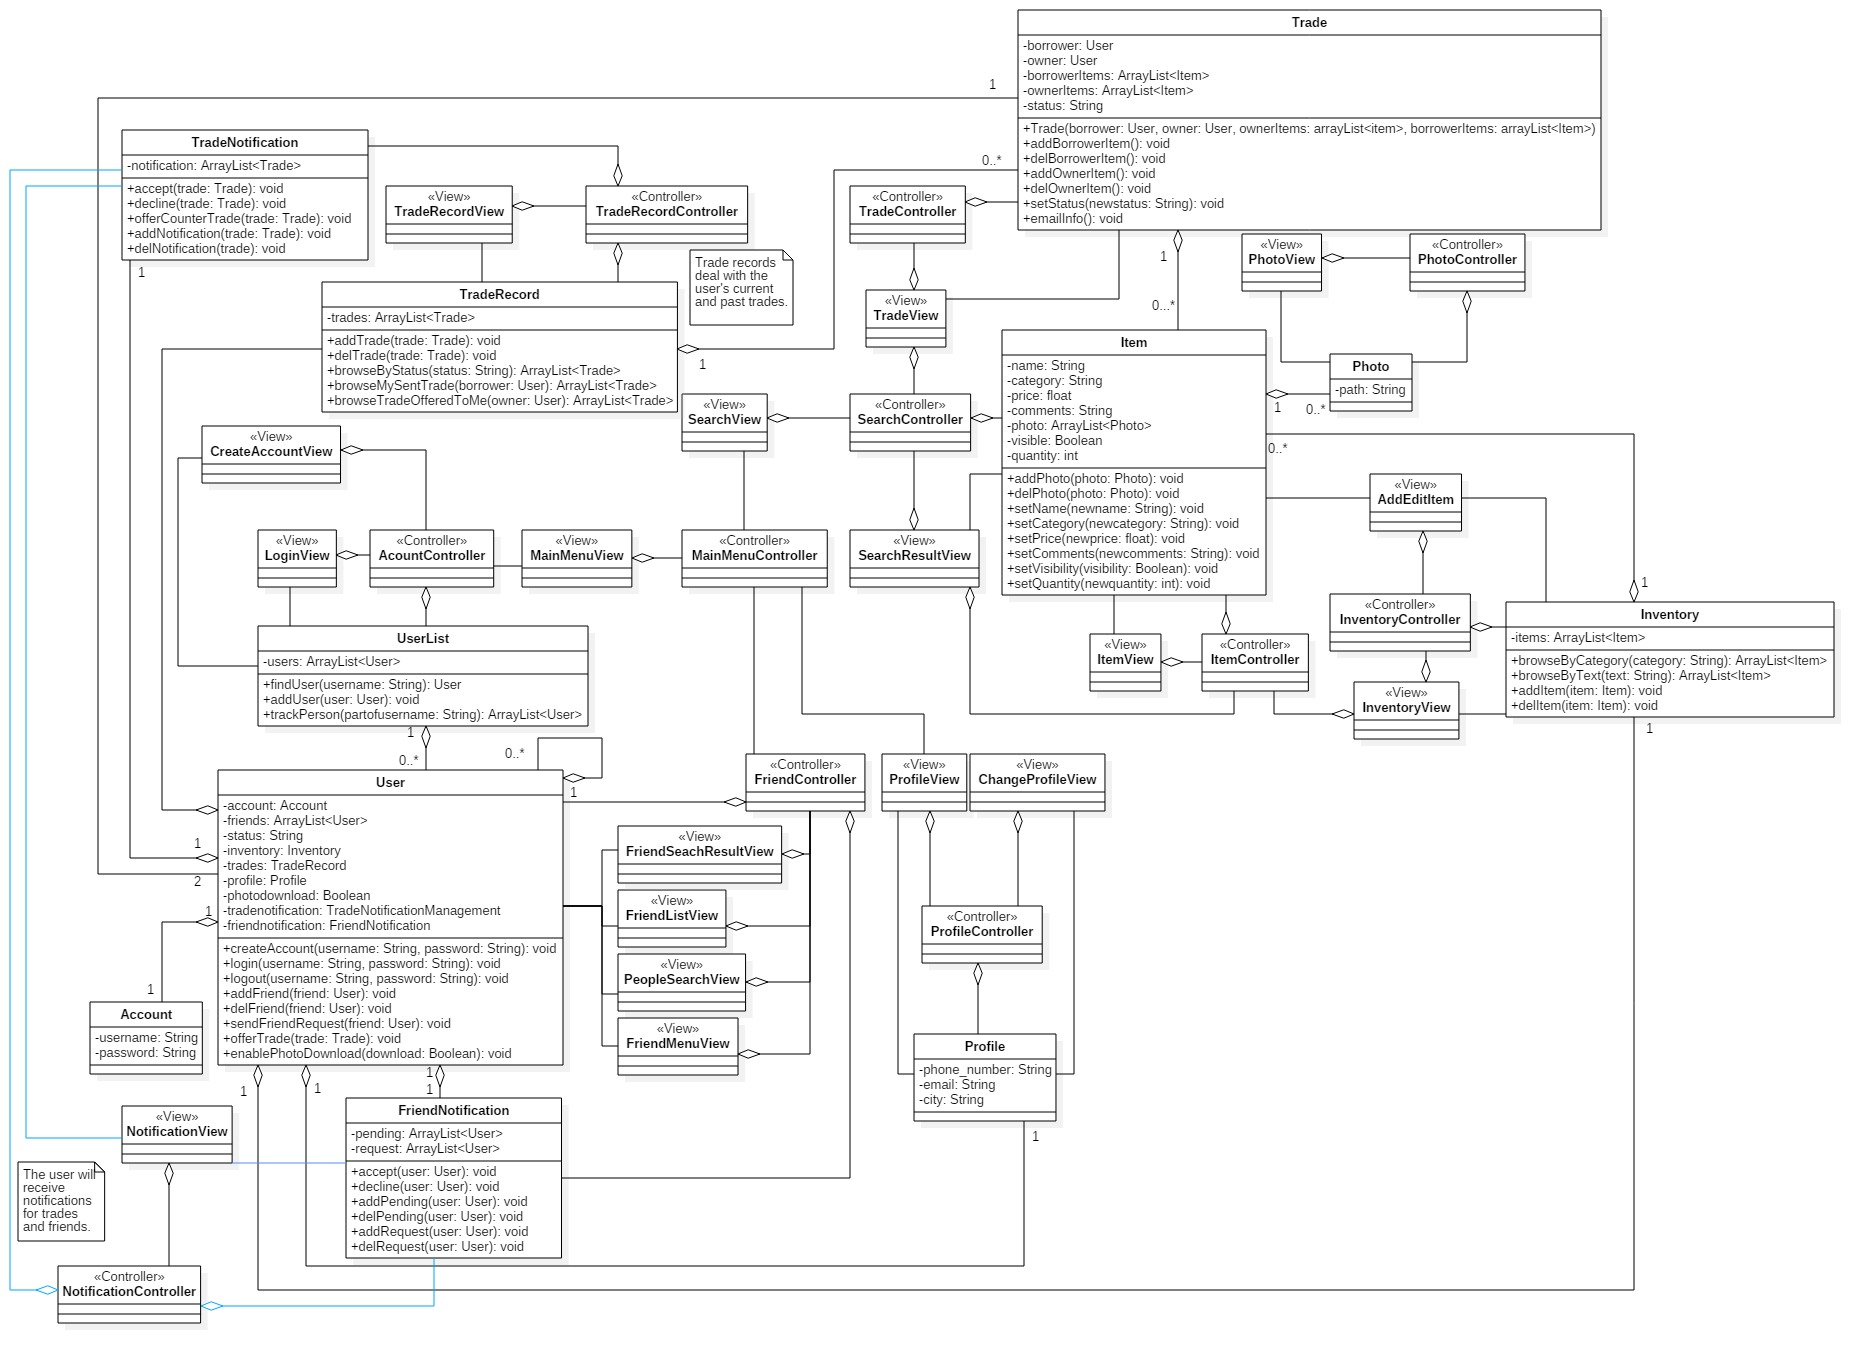 Trade
-borrower: User
-owner: User
-borrowerItems: ArrayList<Item>
-ownerItems: ArrayList<Item>
-status: String
+Trade(borrower: User, owner: User, ownerItems: arrayList<item>, borrowerItems: arrayList<Item>)
+addBorrowerItem(): void
+delBorrowerItem(): void
+addOwnerItem(): void
+delOwnerItem(): void
+setStatus(newstatus: String): void
+emailInfo(): void
1
0..*
TradeNotification
-notification: ArrayList<Trade>
+accept(trade: Trade): void
+decline(trade: Trade): void
+offerCounterTrade(trade: Trade): void
+addNotification(trade: Trade): void
+delNotification(trade): void
1
«View»
TradeRecordView
«Controller»
TradeRecordController
Trade records
deal with the
user's current
and past trades.
«Controller»
TradeController
1
0...*
«View»
PhotoView
«Controller»
PhotoController
TradeRecord
-trades: ArrayList<Trade>
+addTrade(trade: Trade): void
+delTrade(trade: Trade): void
+browseByStatus(status: String): ArrayList<Trade>
+browseMySentTrade(borrower: User): ArrayList<Trade>
+browseTradeOfferedToMe(owner: User): ArrayList<Trade>
1
«View»
TradeView
Item
-name: String
-category: String
-price: float
-comments: String
-photo: ArrayList<Photo>
-visible: Boolean
-quantity: int
+addPhoto(photo: Photo): void
+delPhoto(photo: Photo): void
+setName(newname: String): void
+setCategory(newcategory: String): void
+setPrice(newprice: float): void
+setComments(newcomments: String): void
+setVisibility(visibility: Boolean): void
+setQuantity(newquantity: int): void
Photo
-path: String
1
0..*
0..*
«View»
SearchView
«Controller»
SearchController
«View»
CreateAccountView
«View»
AddEditItem
«View»
LoginView
«Controller»
AcountController
«View»
MainMenuView
«Controller»
MainMenuController
«View»
SearchResultView
1
«Controller»
InventoryController
Inventory
-items: ArrayList<Item>
+browseByCategory(category: String): ArrayList<Item>
+browseByText(text: String): ArrayList<Item>
+addItem(item: Item): void
+delItem(item: Item): void
1
UserList
-users: ArrayList<User>
+findUser(username: String): User
+addUser(user: User): void
+trackPerson(partofusername: String): ArrayList<User>
1
0..*
«View»
ItemView
«Controller»
ItemController
«View»
InventoryView
0..*
1
User
-account: Account
-friends: ArrayList<User>
-status: String
-inventory: Inventory
-trades: TradeRecord
-profile: Profile
-photodownload: Boolean
-tradenotification: TradeNotificationManagement
-friendnotification: FriendNotification
+createAccount(username: String, password: String): void
+login(username: String, password: String): void
+logout(username: String, password: String): void
+addFriend(friend: User): void
+delFriend(friend: User): void
+sendFriendRequest(friend: User): void
+offerTrade(trade: Trade): void
+enablePhotoDownload(download: Boolean): void
1
2
1
1
«Controller»
FriendController
«View»
ProfileView
«View»
ChangeProfileView
«View»
FriendSeachResultView
«View»
FriendListView
«View»
PeopleSearchView
«View»
FriendMenuView
«Controller»
ProfileController
Account
-username: String
-password: String
Profile
-phone_number: String
-email: String
-city: String
1
1
1
1
1
«View»
NotificationView
FriendNotification
-pending: ArrayList<User>
-request: ArrayList<User>
+accept(user: User): void
+decline(user: User): void
+addPending(user: User): void
+delPending(user: User): void
+addRequest(user: User): void
+delRequest(user: User): void
The user will
receive
notifications
for trades
and friends.
«Controller»
NotificationController